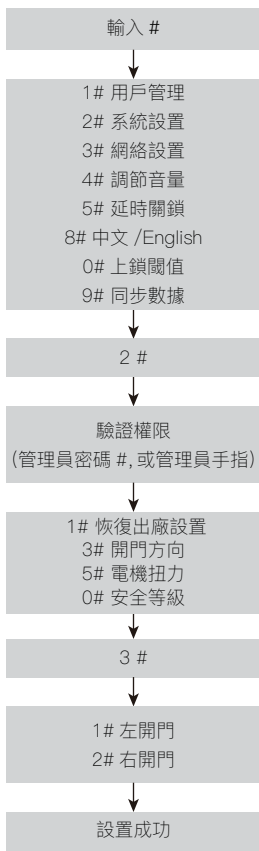 輸入 #
1# 用戶管理
2# 系統設置
3# 網絡設置
4# 調節音量
5# 延時關鎖
8# 中文 /English
0# 上鎖閾值
9# 同步數據
2 #
驗證權限
(管理員密碼 #, 或管理員手指)
1# 恢復出廠設置
3# 開門方向
5# 電機扭力
0# 安全等級
3 #
1# 左開門
2# 右開門
設置成功